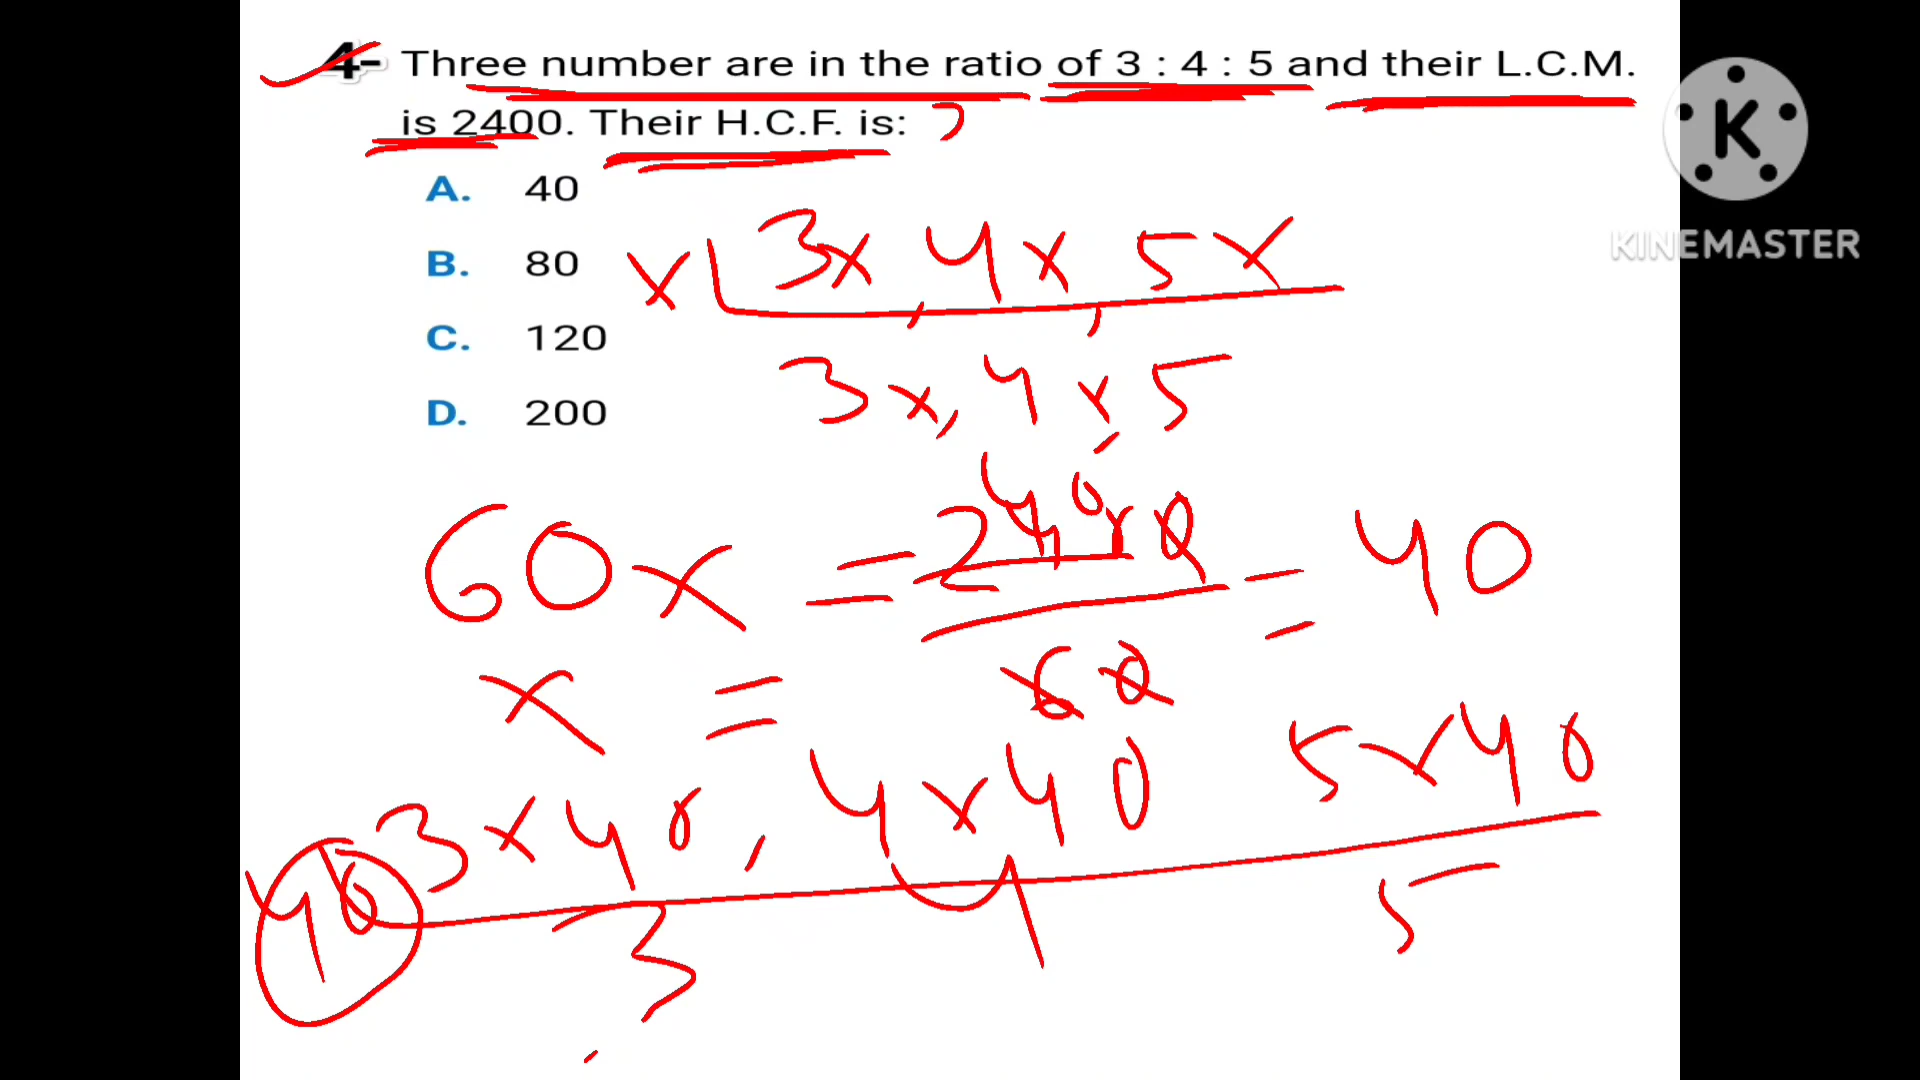 4- Three number are in the ratio of 3 : 4 : 5 and their L.C.M.
is 2400. Their H.C.F. is: ?
A. 40
B. 80
C. 120
D. 200
K
KINEMASTER
x 3x, 4x, 5x
3 x, 4 x, 5
60x = 2400 = 40
x = 60
40 3 x 40, 4 x 40 5 x 40
3 4 5